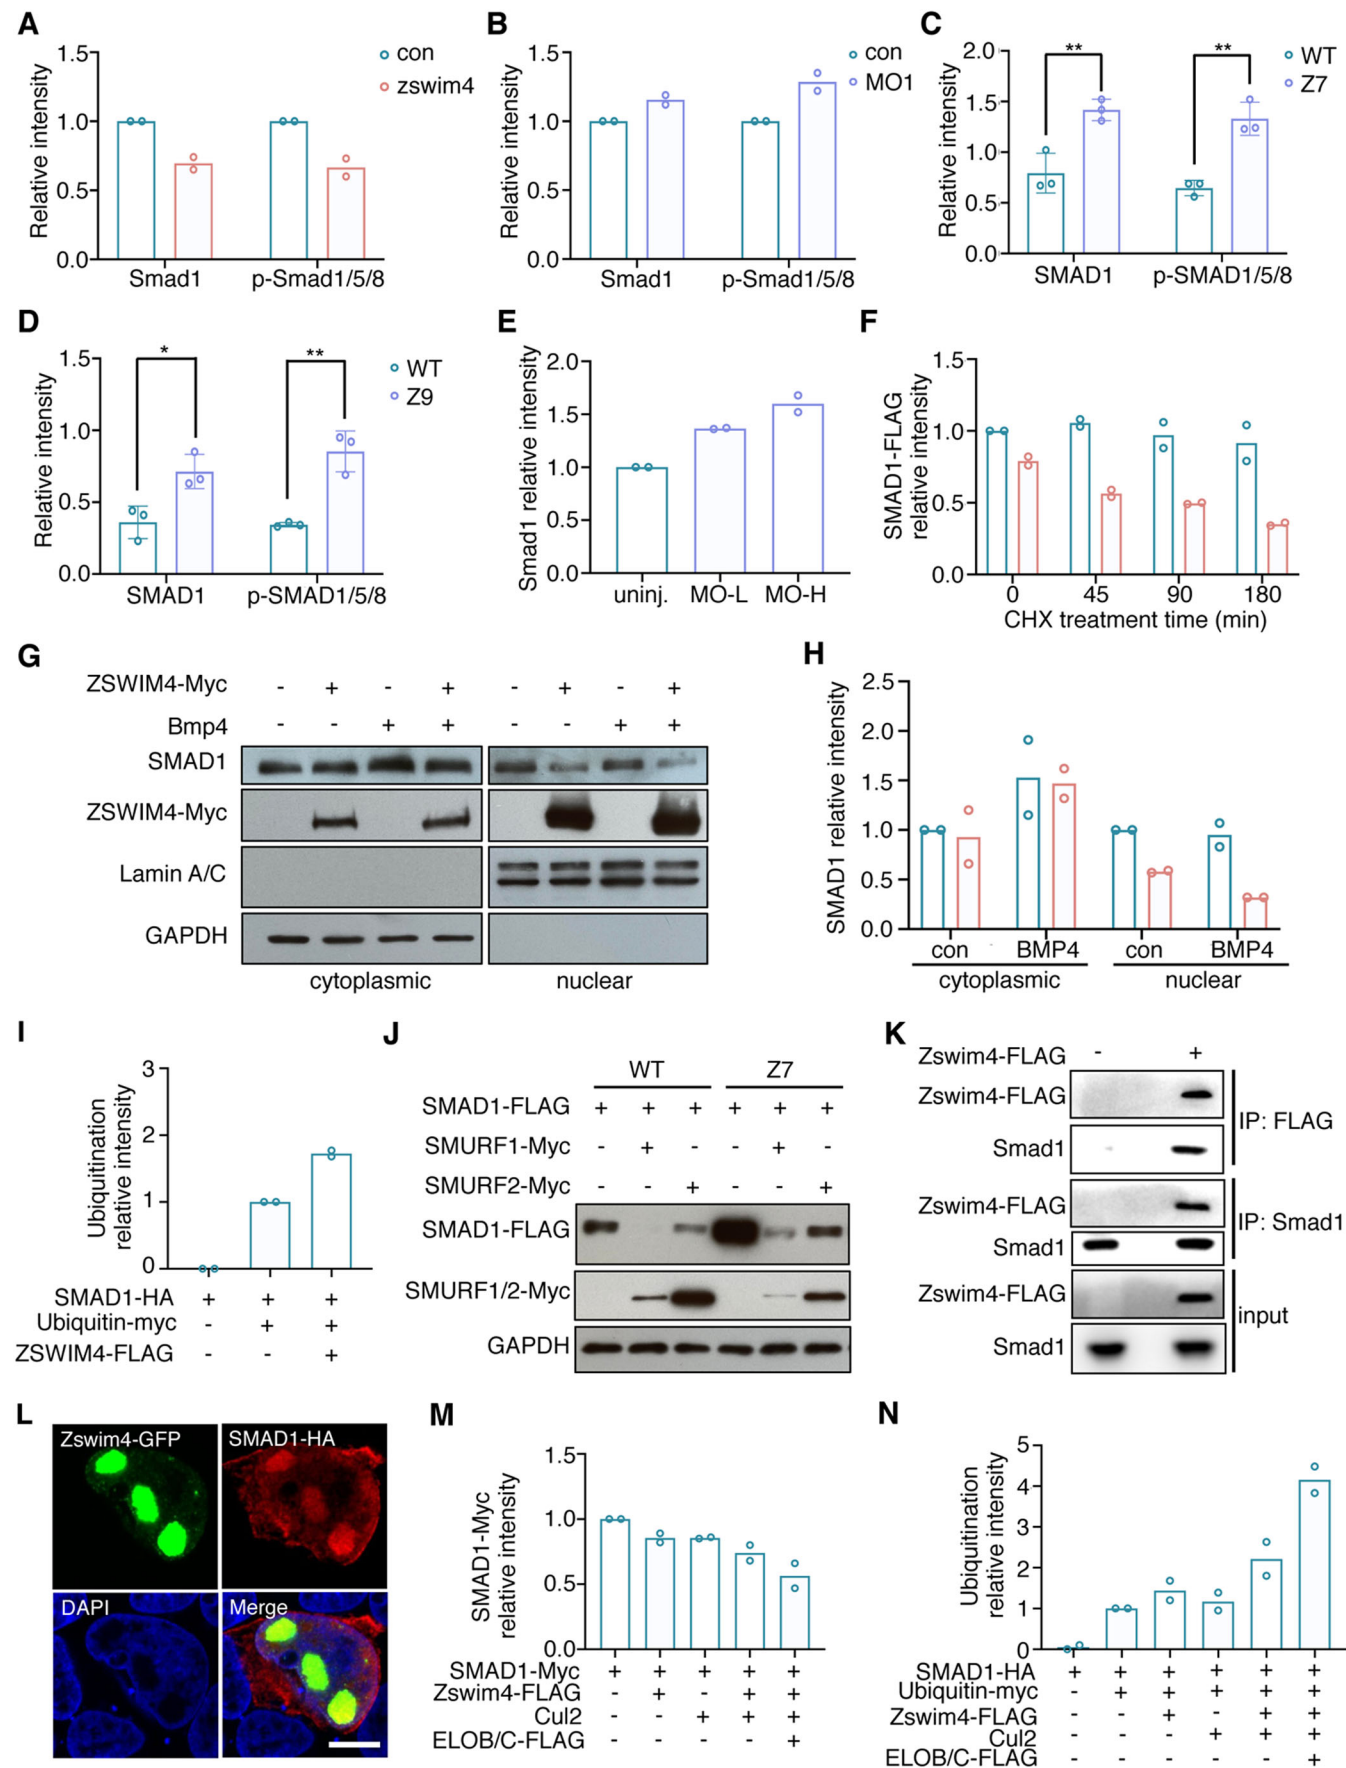 A
Relative intensity
1.5
1.0
0.5
0.0
Smad1
p-Smad1/5/8
con
zswim4
B
Relative intensity
1.5
1.0
0.5
0.0
Smad1
p-Smad1/5/8
con
MO1
C
Relative intensity
2.0
1.5
1.0
0.5
0.0
**
**
SMAD1
p-SMAD1/5/8
WT
Z7
D
Relative intensity
1.5
1.0
0.5
0.0
*
**
SMAD1
p-SMAD1/5/8
WT
Z9
E
Smad1 relative intensity
2.0
1.5
1.0
0.5
0.0
uninj. MO-L MO-H
F
SMAD1-FLAG
relative intensity
1.5
1.0
0.5
0.0
0 45 90 180
CHX treatment time (min)
G
ZSWIM4-Myc - + - + - + - +
Bmp4 - - + + - - + +
SMAD1
ZSWIM4-Myc
Lamin A/C
GAPDH
cytoplasmic nuclear
H
SMAD1 relative intensity
2.5
2.0
1.5
1.0
0.5
0.0
con BMP4 con BMP4
cytoplasmic nuclear
I
Ubiquitination
relative intensity
3
2
1
0
SMAD1-HA + + +
Ubiquitin-myc - + +
ZSWIM4-FLAG - - +
J
WT Z7
SMAD1-FLAG + + + + + +
SMURF1-Myc - + - - + -
SMURF2-Myc - - + - - +
SMAD1-FLAG
SMURF1/2-Myc
GAPDH
K
Zswim4-FLAG - +
Zswim4-FLAG
Smad1
IP: FLAG
Zswim4-FLAG
Smad1
IP: Smad1
Zswim4-FLAG
Smad1
input
L
Zswim4-GFP
SMAD1-HA
DAPI
Merge
M
SMAD1-Myc
relative intensity
1.5
1.0
0.5
0.0
SMAD1-Myc + + + + +
Zswim4-FLAG - + - + +
Cul2 - - + + +
ELOB/C-FLAG - - - - +
N
Ubiquitination
relative intensity
5
4
3
2
1
0
SMAD1-HA + + + + + +
Ubiquitin-myc - + + + + +
Zswim4-FLAG - - + - + +
Cul2 - - - + + +
ELOB/C-FLAG - - - - - +